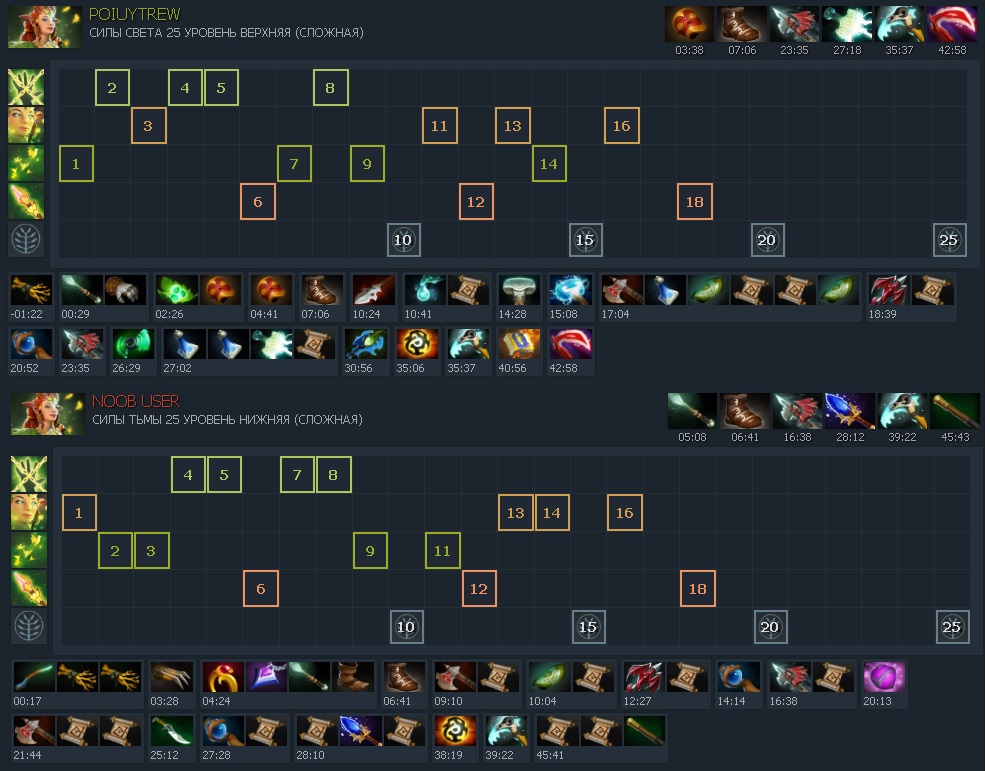 POIUYTREW
СИЛЫ СВЕТА 25 УРОВЕНЬ ВЕРХНЯЯ (СЛОЖНАЯ)
03:38 07:06 23:35 27:18 35:37 42:58
2 4 5 8
3 11 13 16
1 7 9 14
6 12 18
10 15 20 25
-01:22 00:29 02:26 04:41 07:06 10:24 10:41 14:28 15:08 17:04 18:39
20:52 23:35 26:29 27:02 30:56 35:06 35:37 40:56 42:58
NOOB USER
СИЛЫ ТЬМЫ 25 УРОВЕНЬ НИЖНЯЯ (СЛОЖНАЯ)
05:08 06:41 16:38 28:12 39:22 45:43
4 5 7 8
1 13 14 16
2 3 9 11
6 12 18
10 15 20 25
00:17 03:28 04:24 06:41 09:10 10:04 12:27 14:14 16:38 20:13
21:44 25:12 27:28 28:10 38:19 39:22 45:41